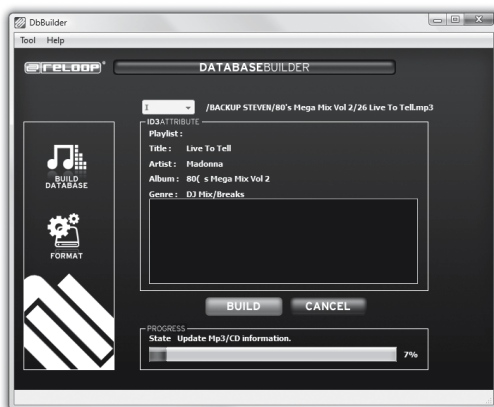 DbBuilder
Tool Help
reloop®
DATABASEBUILDER
I /BACKUP STEVEN/80's Mega Mix Vol 2/26 Live To Tell.mp3
ID3ATTRIBUTE
Playlist :
Title : Live To Tell
Artist : Madonna
Album : 80( s Mega Mix Vol 2
Genre : DJ Mix/Breaks
BUILD
DATABASE
FORMAT
BUILD CANCEL
PROGRESS
State Update Mp3/CD information.
7%